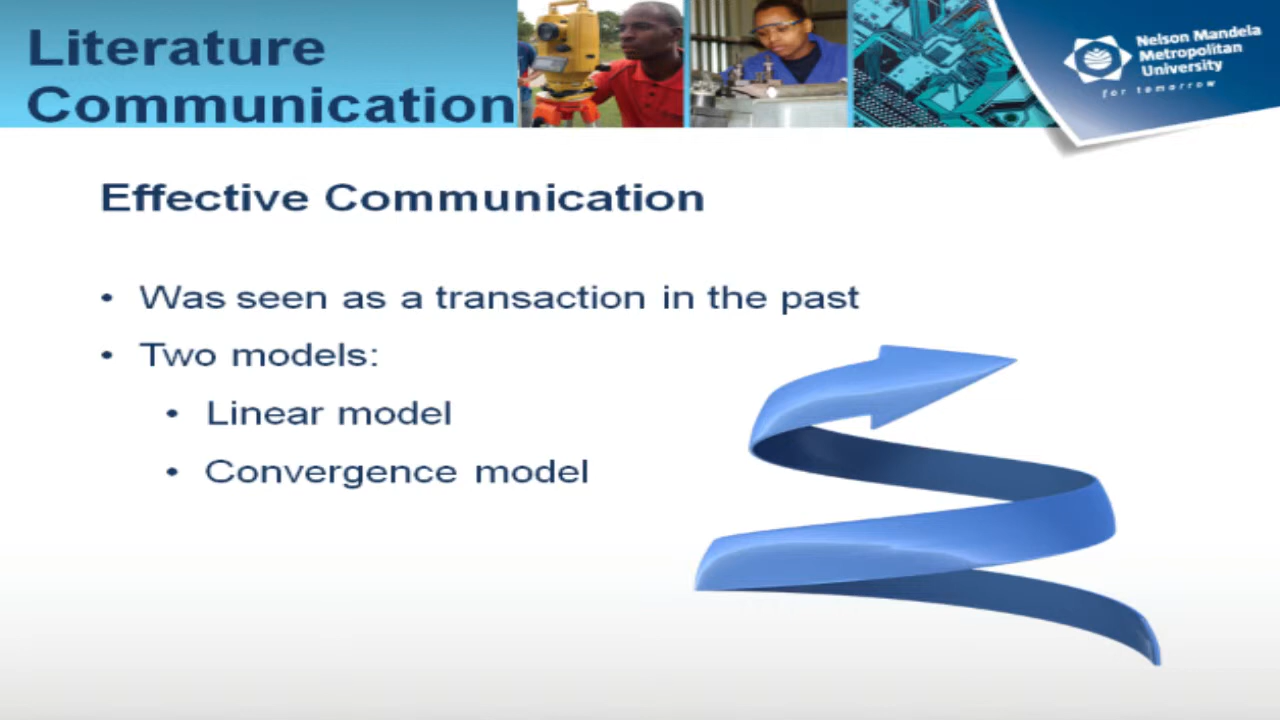 Literature
Communication
Nelson Mandela
Metropolitan
University
for tomorrow
Effective Communication
• Was seen as a transaction in the past
• Two models:
• Linear model
• Convergence model